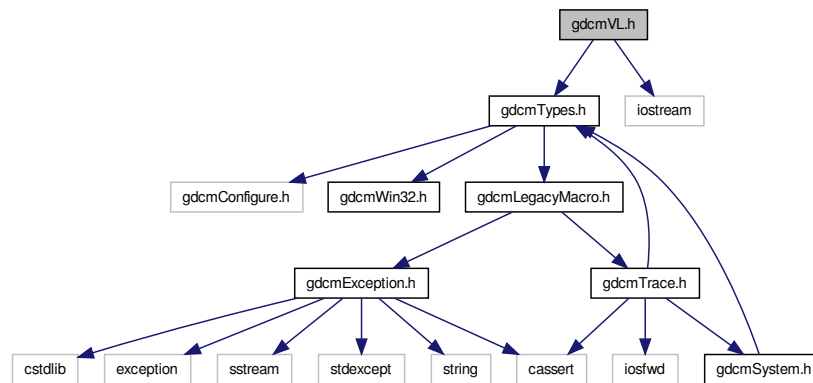 gdcmVL.h
gdcmTypes.h
iostream
gdcmConfigure.h
gdcmWin32.h
gdcmLegacyMacro.h
gdcmException.h
gdcmTrace.h
cstdlib
exception
sstream
stdexcept
string
cassert
iosfwd
gdcmSystem.h